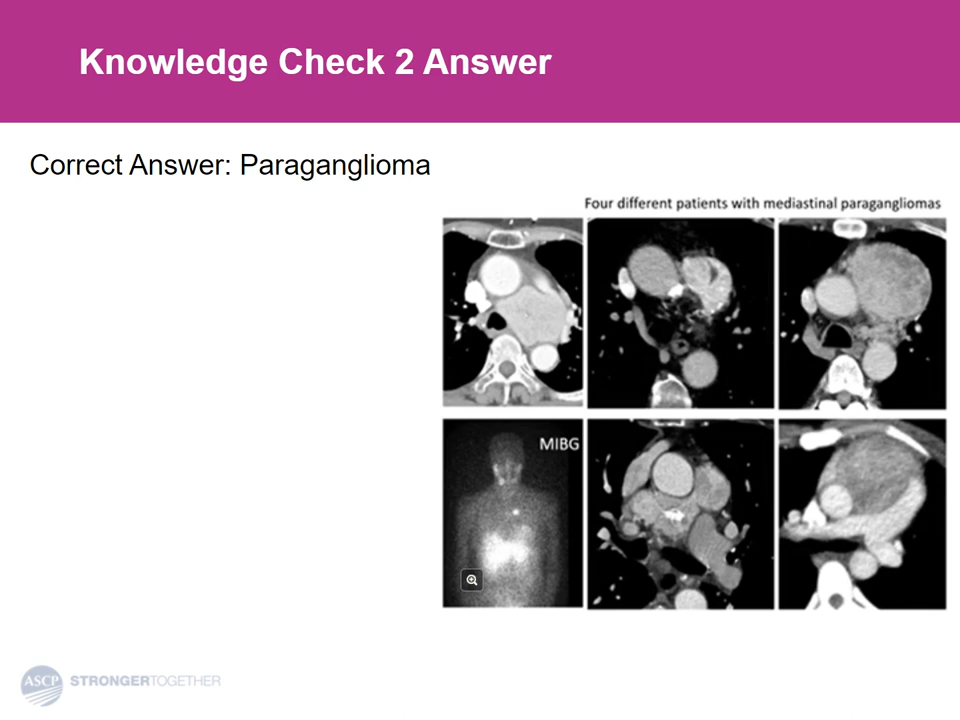 Knowledge Check 2 Answer
Correct Answer: Paraganglioma
Four different patients with mediastinal paragangliomas
MIBG
ASCP STRONGERTOGETHER